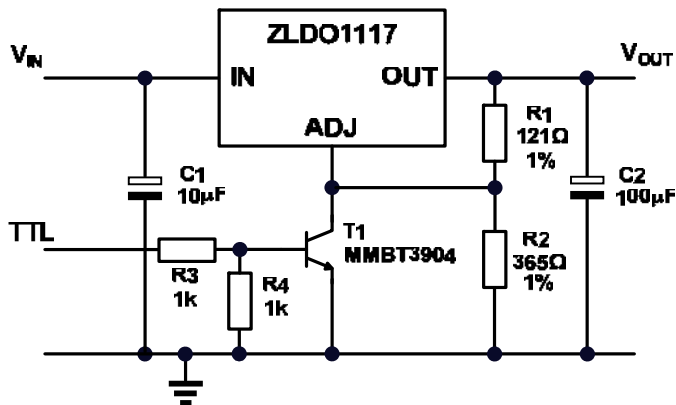 ZLDO1117
VIN
IN
OUT
VOUT
ADJ
R1
121Ω
1%
C1
10µF
C2
100µF
TTL
T1
MMBT3904
R2
365Ω
1%
R3
1k
R4
1k